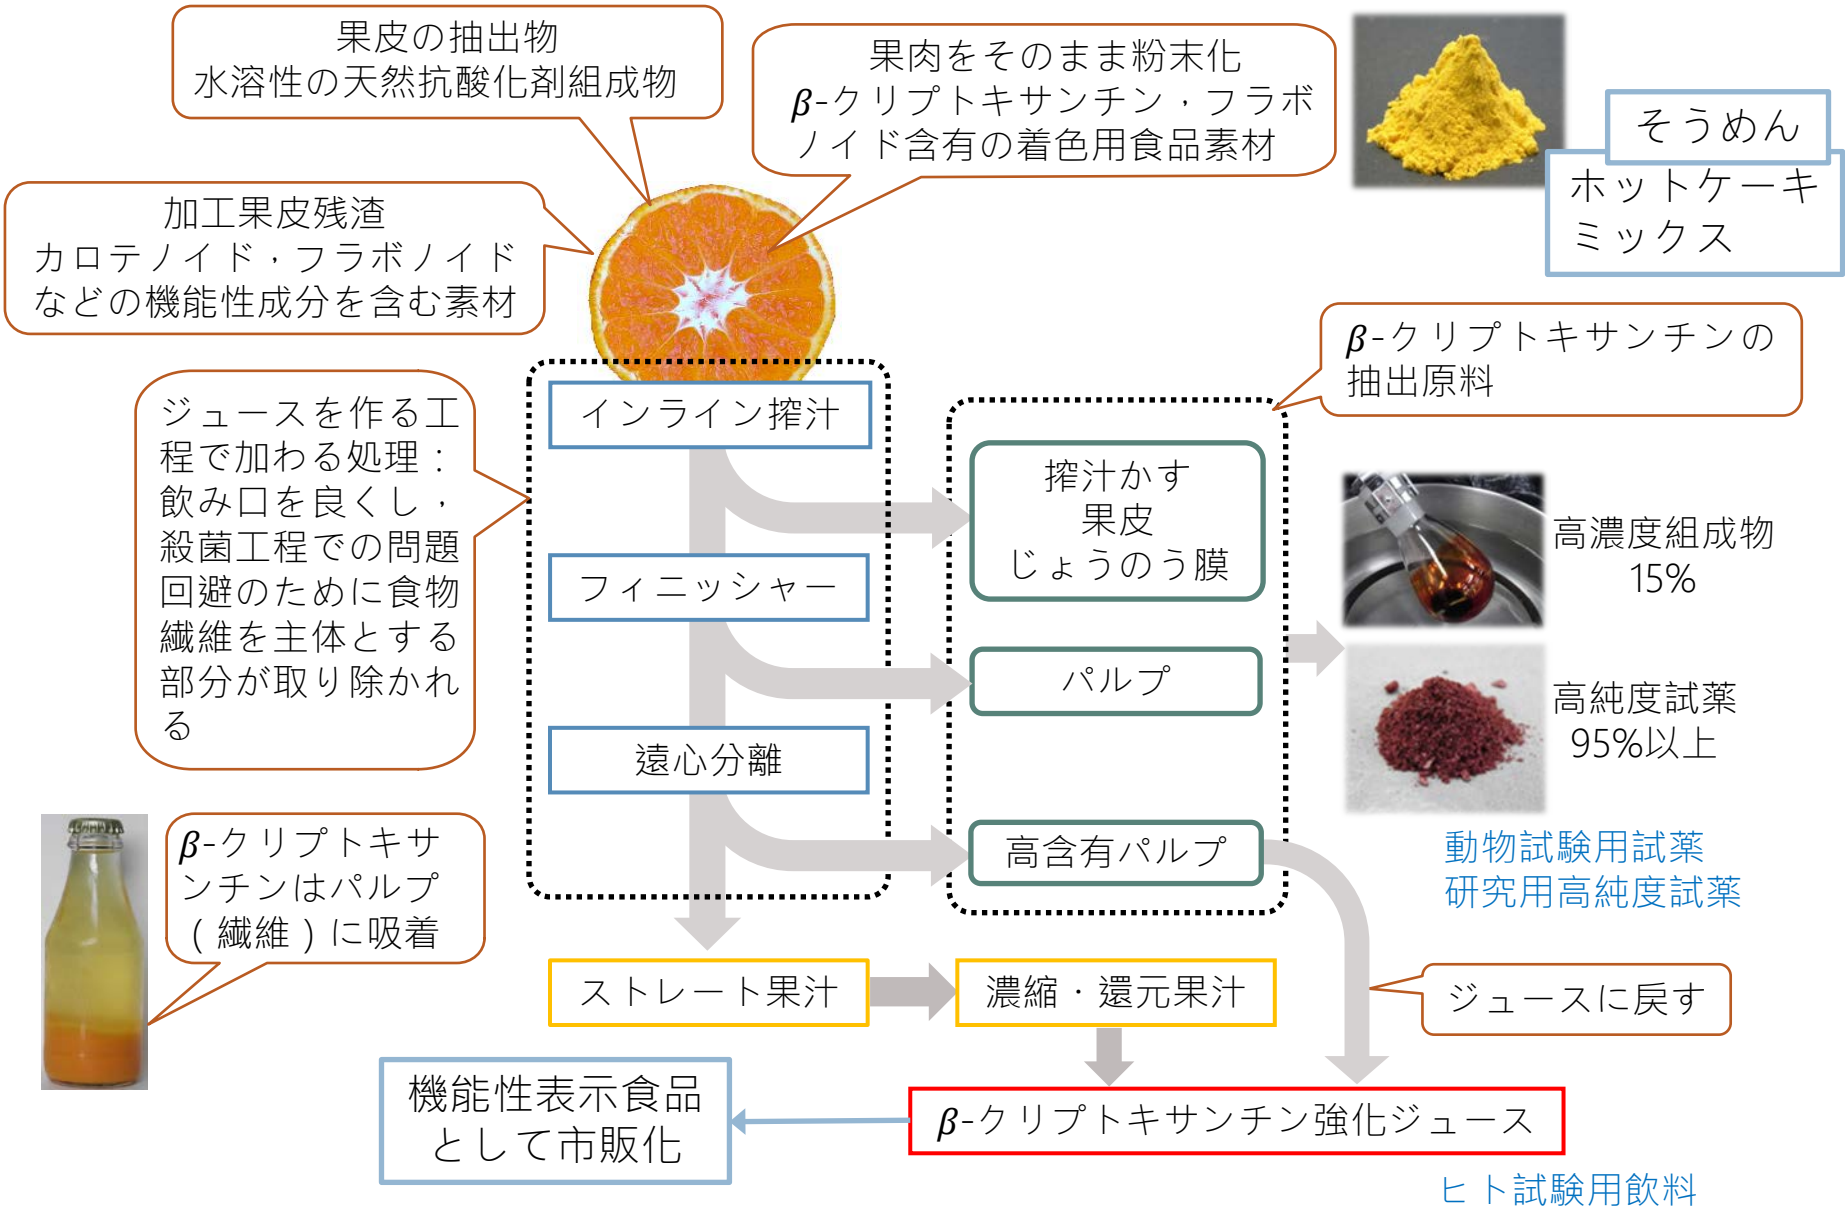 果皮の抽出物
水溶性の天然抗酸化剤組成物
果肉をそのまま粉末化
β-クリプトキサンチン，フラボ
ノイド含有の着色用食品素材
そうめん
ホットケーキ
ミックス
加工果皮残渣
カロテノイド，フラボノイド
などの機能性成分を含む素材
β-クリプトキサンチンの
抽出原料
ジュースを作る工
程で加わる処理：
飲み口を良くし，
殺菌工程での問題
回避のために食物
繊維を主体とする
部分が取り除かれ
る
インライン搾汁
フィニッシャー
遠心分離
搾汁かす
果皮
じょうのう膜
パルプ
高含有パルプ
高濃度組成物
15%
高純度試薬
95%以上
動物試験用試薬
研究用高純度試薬
β-クリプトキサ
ンチンはパルプ
（繊維）に吸着
ストレート果汁
濃縮・還元果汁
ジュースに戻す
機能性表示食品
として市販化
β-クリプトキサンチン強化ジュース
ヒト試験用飲料